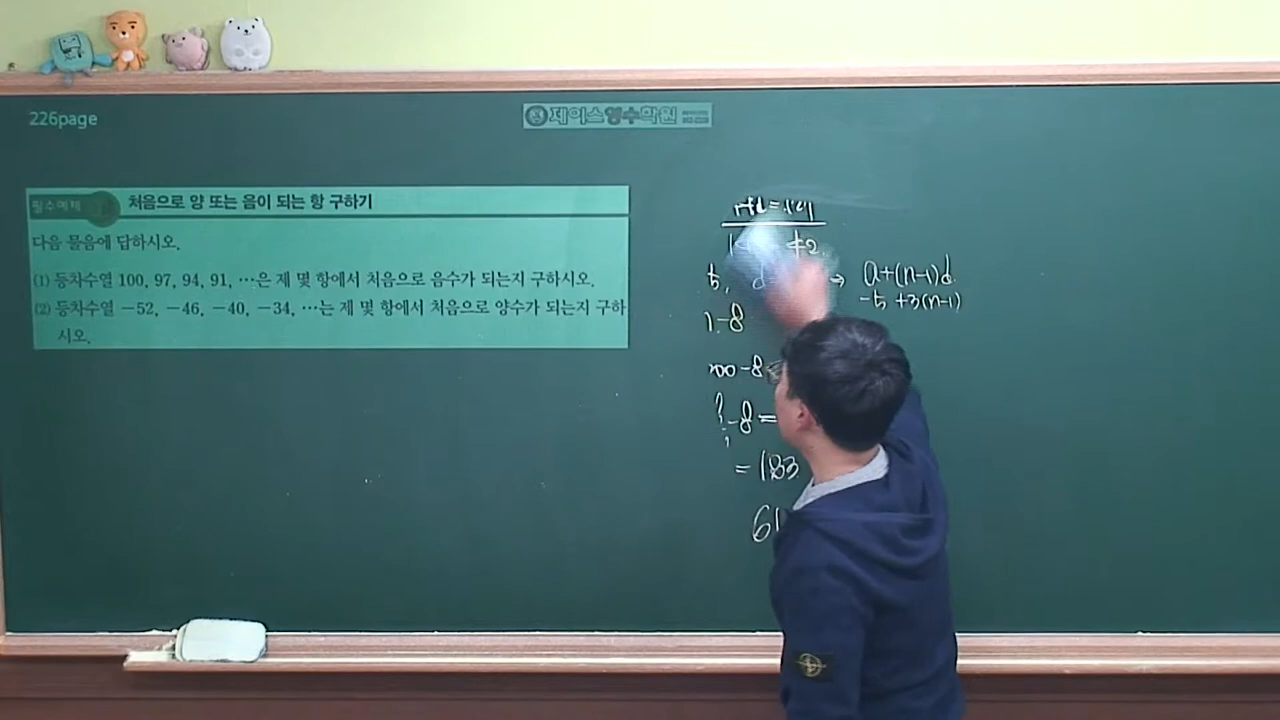 226page
제이스영수학원
필수예제
처음으로 양 또는 음이 되는 항 구하기
다음 물음에 답하시오.
(1) 등차수열 100, 97, 94, 91, …은 제 몇 항에서 처음으로 음수가 되는지 구하시오.
(2) 등차수열 −52, −46, −40, −34, …는 제 몇 항에서 처음으로 양수가 되는지 구하
시오.
⇒ a+(n-1)d
-5 +3(n-1)
-8
-8
? -8 =
= 183
61